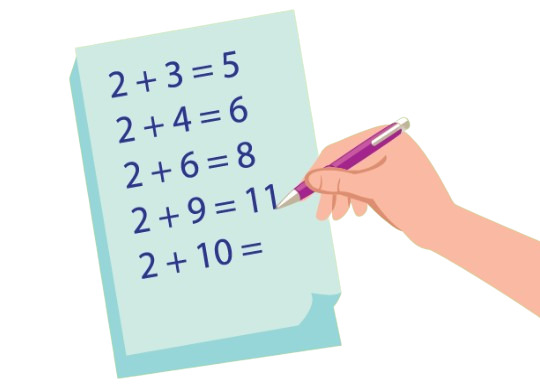 2 + 3 = 5
2 + 4 = 6
2 + 6 = 8
2 + 9 = 11
2 + 10 =